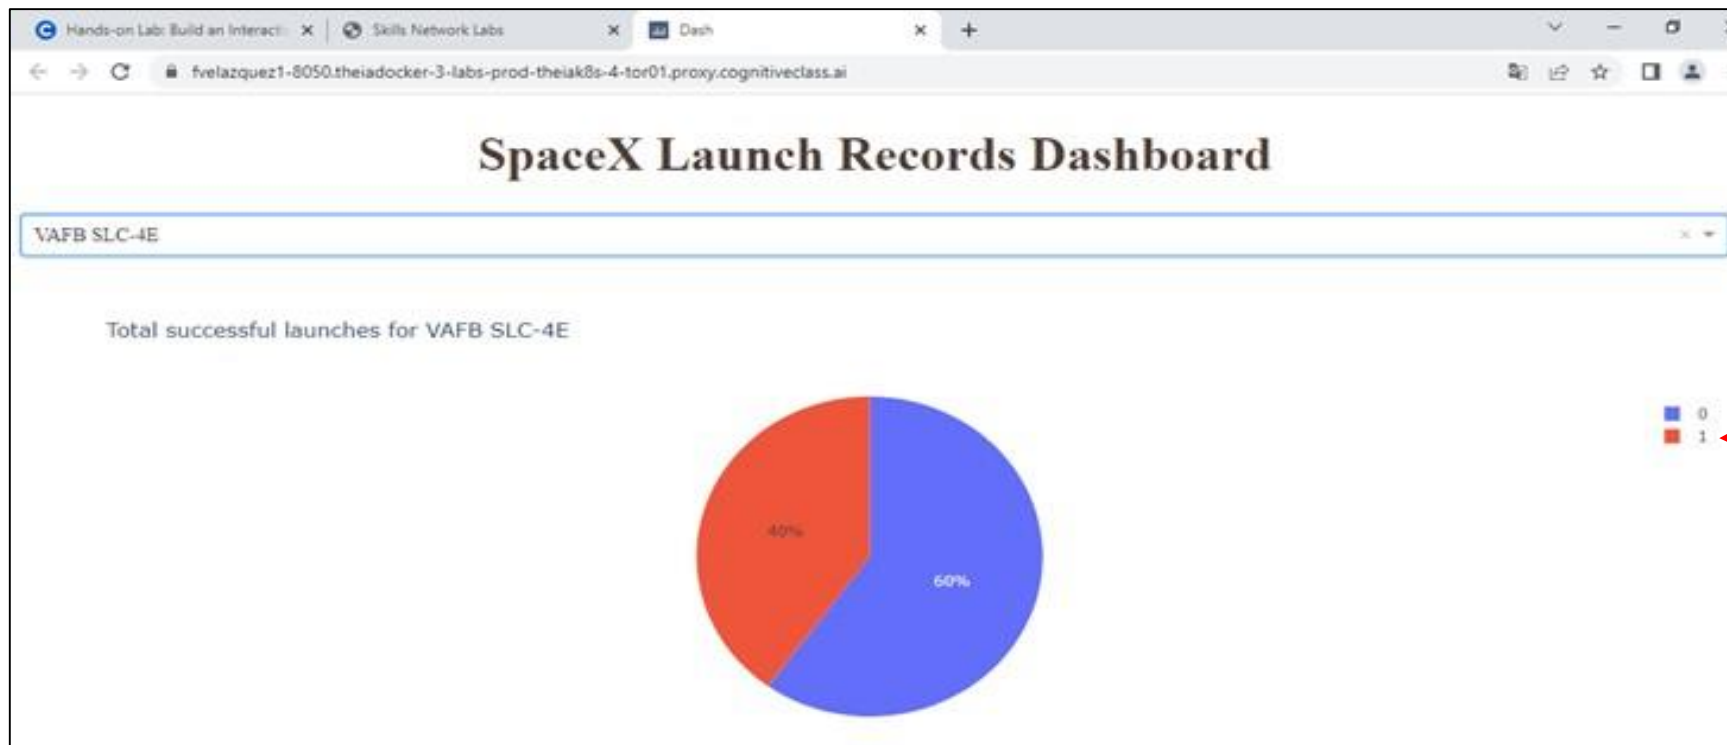 Hands-on Lab: Build an Interacti
Skills Network Labs
Dash
fvelazquez1-8050.theiadocker-3-labs-prod-theiak8s-4-tor01.proxy.cognitiveclass.ai
SpaceX Launch Records Dashboard
VAFB SLC-4E
Total successful launches for VAFB SLC-4E
0
1
40%
60%